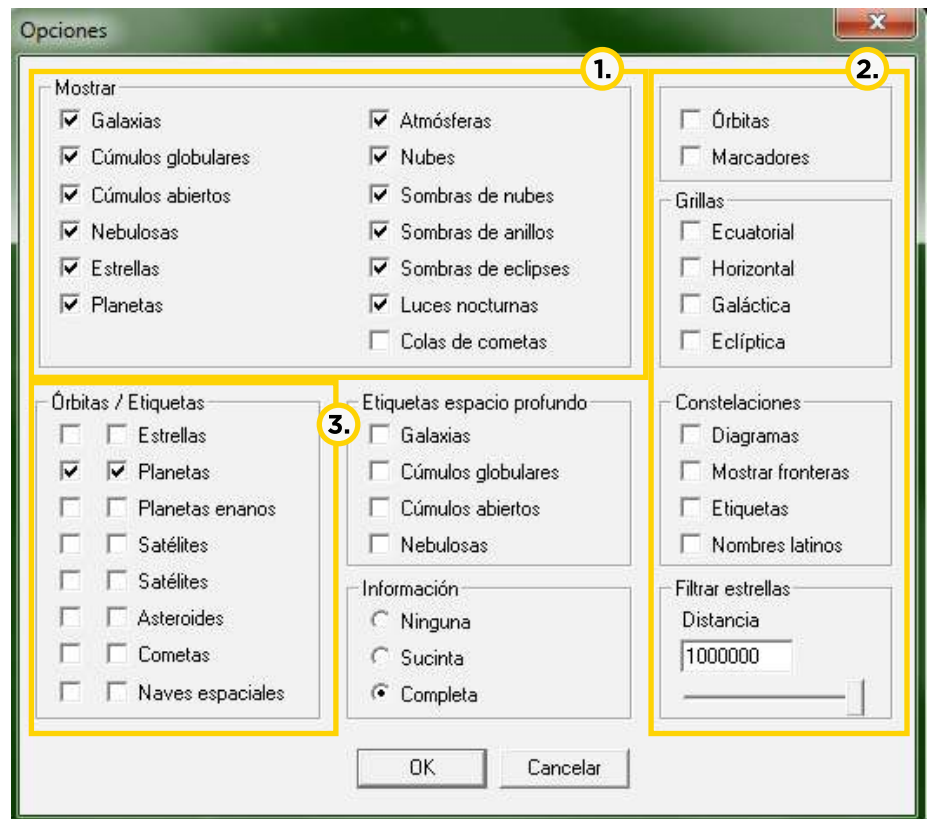 Opciones
1.
Mostrar
Galaxias
Cúmulos globulares
Cúmulos abiertos
Nebulosas
Estrellas
Planetas
Atmósferas
Nubes
Sombras de nubes
Sombras de anillos
Sombras de eclipses
Luces nocturnas
Colas de cometas
2.
Órbitas
Marcadores
Grillas
Ecuatorial
Horizontal
Galáctica
Eclíptica
3.
Órbitas / Etiquetas
Estrellas
Planetas
Planetas enanos
Satélites
Satélites
Asteroides
Cometas
Naves espaciales
Etiquetas espacio profundo
Galaxias
Cúmulos globulares
Cúmulos abiertos
Nebulosas
Información
Ninguna
Sucinta
Completa
Constelaciones
Diagramas
Mostrar fronteras
Etiquetas
Nombres latinos
Filtrar estrellas
Distancia
1000000
OK
Cancelar